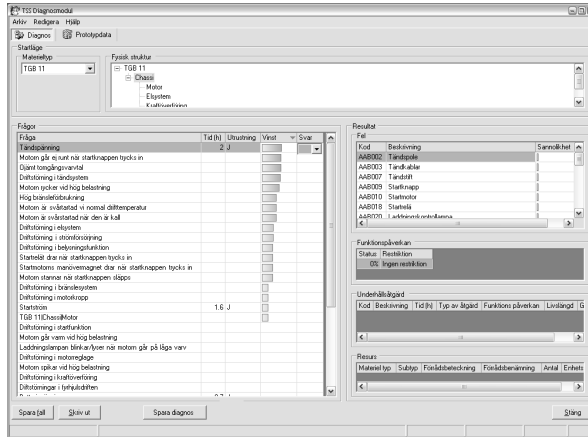 TSS Diagnosmodul
Arkiv Redigera Hjälp
Diagnos Prototypdata
Startläge
Materieltyp
TGB 11
Fysisk struktur
TGB 11
Chassi
Motor
Elsystem
Kraftöverföring
Frågor
Fråga Tid (h) Utrustning Vinst Svar
Tändspänning 2 J
Motorn går ej runt när startknappen trycks in
Ojämt tomgångsvarvtal
Driftstörning i tändsystem
Motorn rycker vid hög belastning
Hög bränsleförbrukning
Motorn är svårstartad vi normal drifttemperatur
Motorn är svårstartad när den är kall
Driftstörning i elsystem
Driftstörning i strömförsörjning
Driftstörning i belysningsfunktion
Startrelät drar när startknappen trycks in
Startmotorns manövermagnet drar när startknappen trycks in
Motorn stannar när startknappen släpps
Driftstörning i bränslesystem
Driftstörning i motorkropp
Startström 1.6 J
TGB 11|Chassi|Motor
Driftstörning i startfunktion
Motorn går varm vid hög belastning
Laddningslampan blinkar/lyser när motorn går på låga varv
Driftstörning i motorreglage
Motorn spikar vid hög belastning
Driftstörning i kraftöverföring
Driftstörningar i fyrhjulsdriften
Resultat
Fel
Kod Beskrivning Sannolikhet
AAB002 Tändspole
AAB003 Tändkablar
AAB007 Tändstift
AAB009 Startknapp
AAB010 Startmotor
AAB018 Startrelä
AAB020 Laddningskontrollampa
Funktionspåverkan
Status Restriktion
0% Ingen restriktion
Underhållsåtgärd
Kod Beskrivning Tid (h) Typ av åtgärd Funktions påverkan Livslängd G
Resurs
Materiel typ Subtyp Förrådsbeteckning Förrådsbenämning Antal Enhets
Spara fall Skriv ut Spara diagnos Stäng